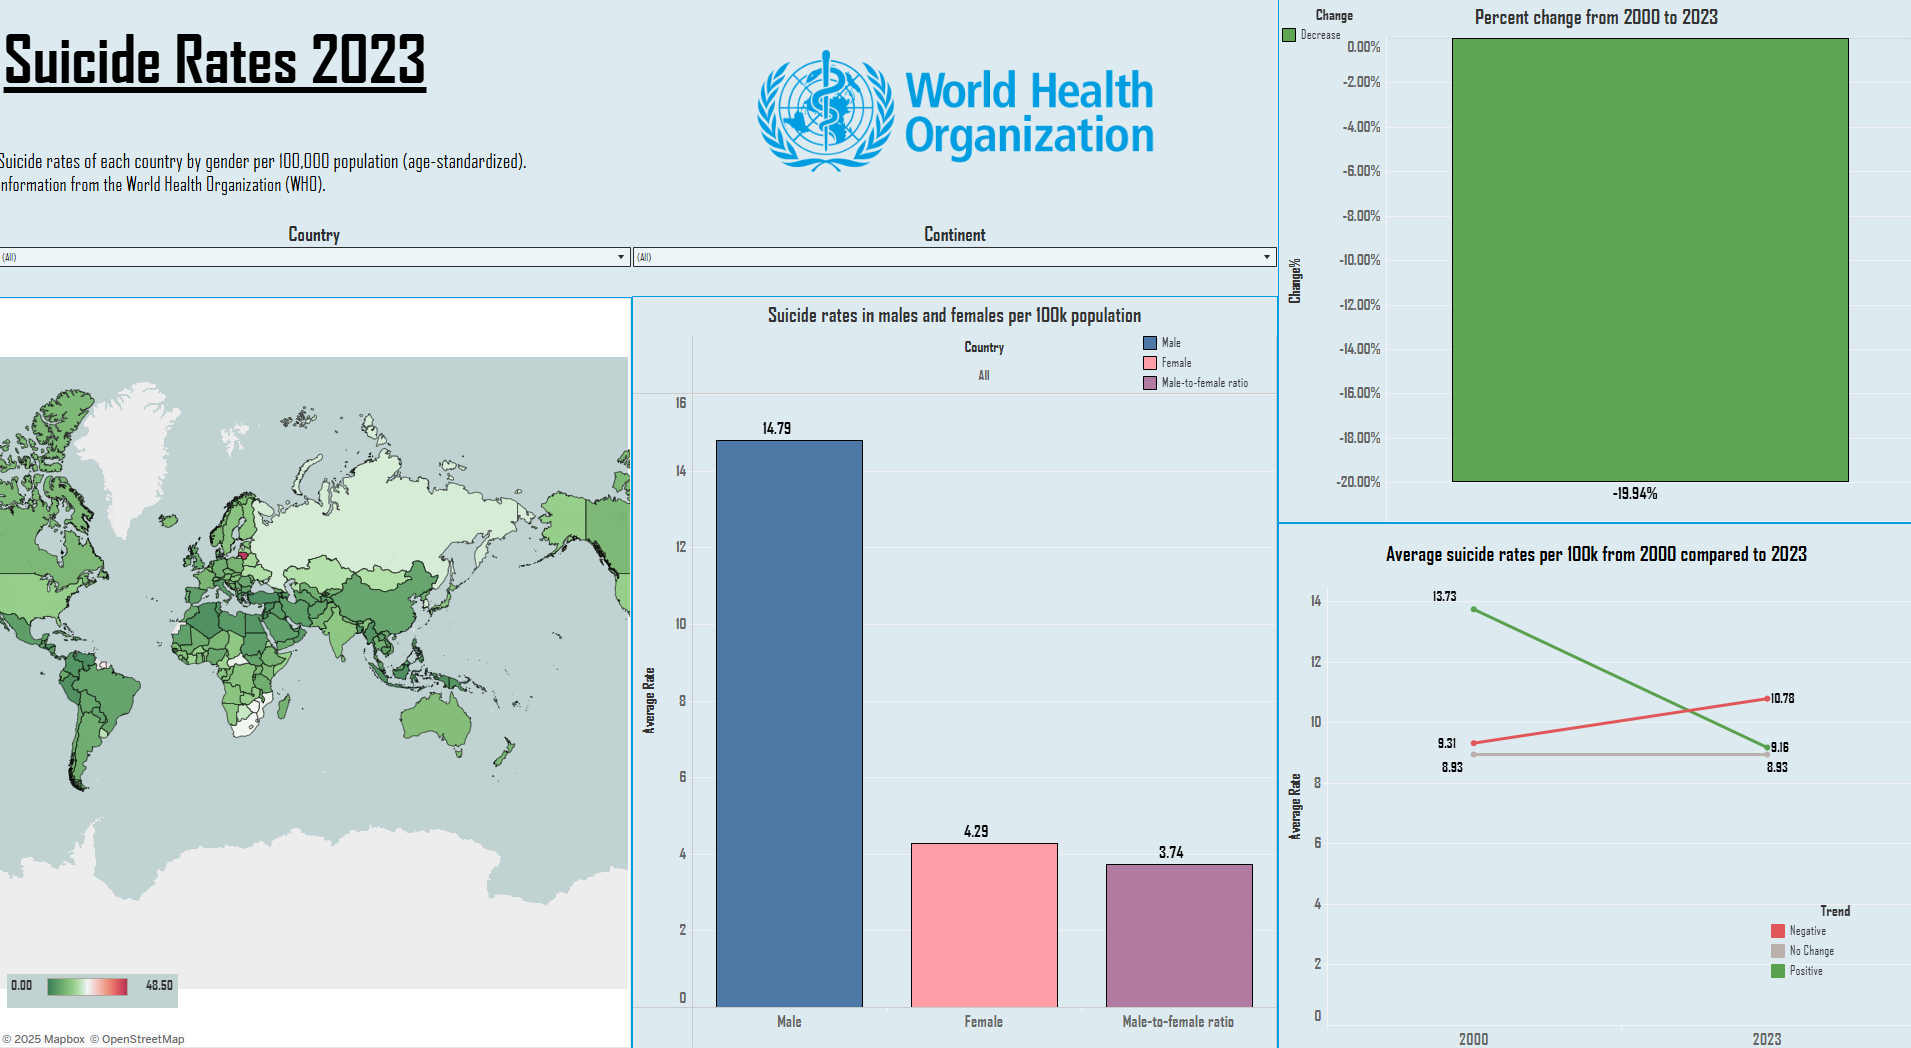 Suicide Rates 2023
World Health
Organization
Suicide rates of each country by gender per 100,000 population (age-standardized).
Information from the World Health Organization (WHO).
Country
(All)
Continent
(All)
0.00
48.50
© 2025 Mapbox © OpenStreetMap
Suicide rates in males and females per 100k population
Country
All
Male
Female
Male-to-female ratio
Average Rate
16
14
12
10
8
6
4
2
0
14.79
4.29
3.74
Male
Female
Male-to-female ratio
Change
Decrease
Percent change from 2000 to 2023
Change%
0.00%
-2.00%
-4.00%
-6.00%
-8.00%
-10.00%
-12.00%
-14.00%
-16.00%
-18.00%
-20.00%
-19.94%
Average suicide rates per 100k from 2000 compared to 2023
Average Rate
14
12
10
8
6
4
2
0
13.73
9.31
8.93
10.78
9.16
8.93
Trend
Negative
No Change
Positive
2000
2023